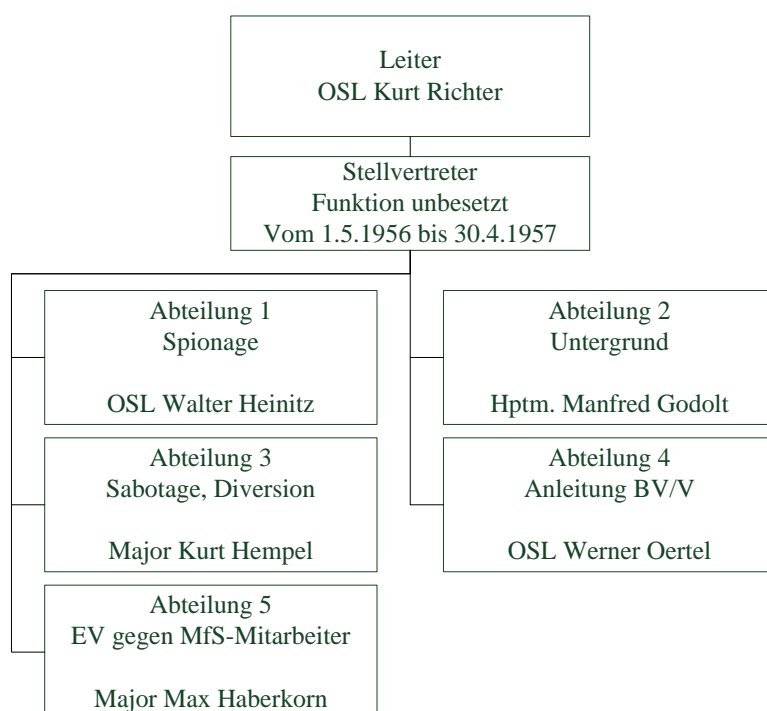 Leiter
OSL Kurt Richter
Stellvertreter
Funktion unbesetzt
Vom 1.5.1956 bis 30.4.1957
Abteilung 1
Spionage
OSL Walter Heinitz
Abteilung 2
Untergrund
Hptm. Manfred Godolt
Abteilung 3
Sabotage, Diversion
Major Kurt Hempel
Abteilung 4
Anleitung BV/V
OSL Werner Oertel
Abteilung 5
EV gegen MfS-Mitarbeiter
Major Max Haberkorn